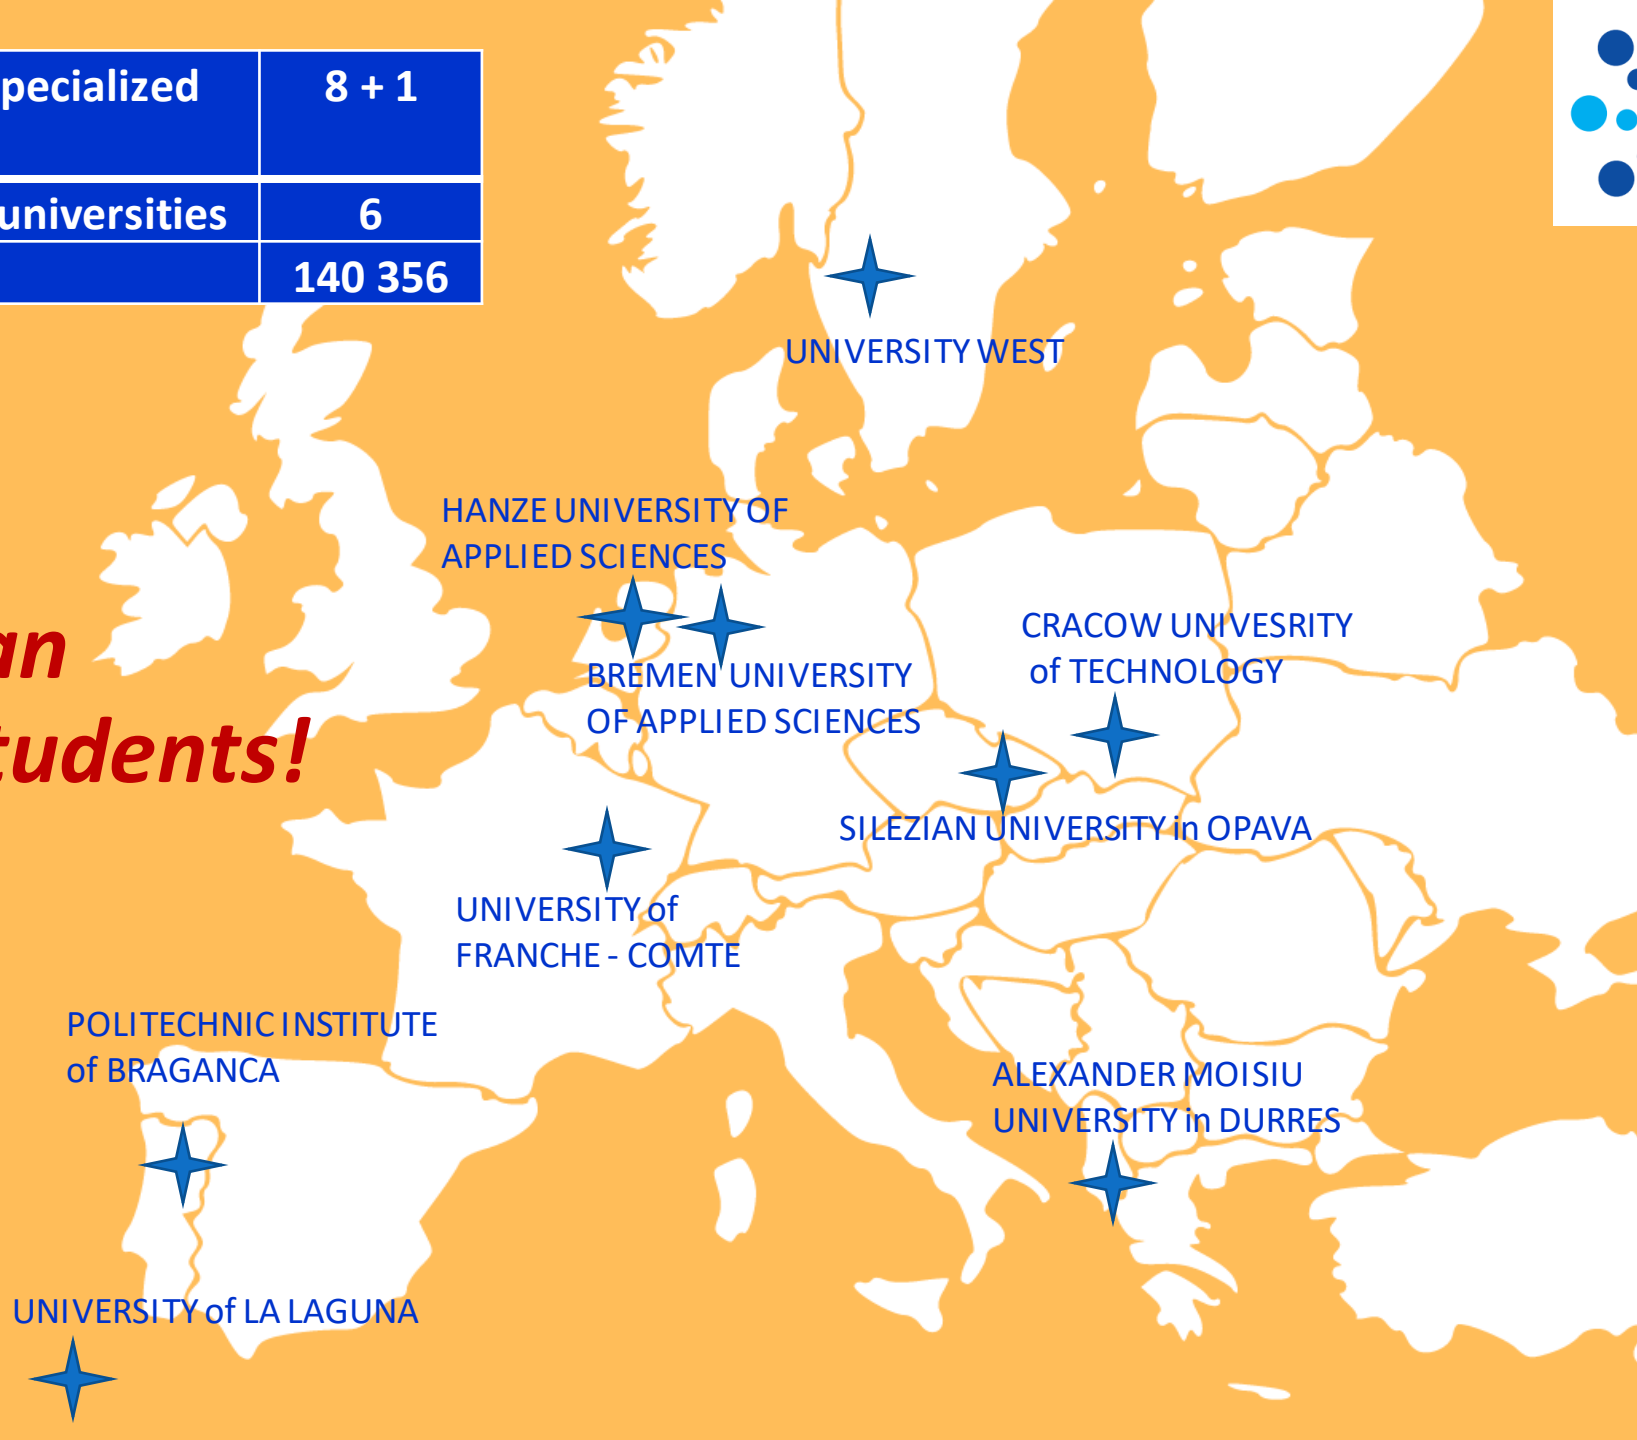 pecialized 8 + 1
universities 6
140 356
UNIVERSITY WEST
HANZE UNIVERSITY OF
APPLIED SCIENCES
an
tudents!
BREMEN UNIVERSITY
OF APPLIED SCIENCES
CRACOW UNIVESRITY
of TECHNOLOGY
SILEZIAN UNIVERSITY in OPAVA
UNIVERSITY of
FRANCHE - COMTE
POLITECHNIC INSTITUTE
of BRAGANCA
ALEXANDER MOISIU
UNIVERSITY in DURRES
UNIVERSITY of LA LAGUNA